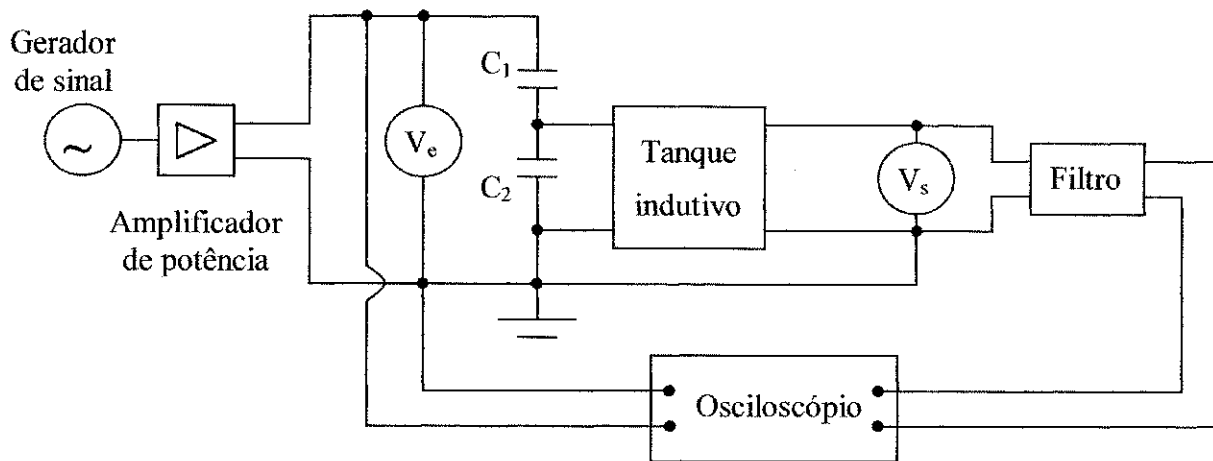 Gerador
de sinal
~
Amplificador
de potência
Vₑ
C₁
C₂
Tanque
indutivo
Vₛ
Filtro
Osciloscópio